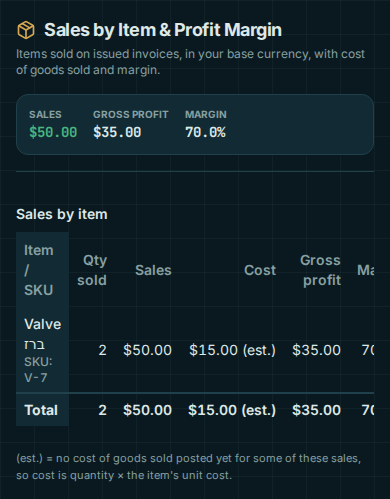 Sales by Item & Profit Margin
Items sold on issued invoices, in your base currency, with cost
of goods sold and margin.
SALES GROSS PROFIT MARGIN
$50.00 $35.00 70.0%
Sales by item
Item / SKU Qty sold Sales Cost Gross profit Ma
Valve ברז SKU: V-7 2 $50.00 $15.00 (est.) $35.00 70
Total 2 $50.00 $15.00 (est.) $35.00 70
(est.) = no cost of goods sold posted yet for some of these sales,
so cost is quantity × the item's unit cost.